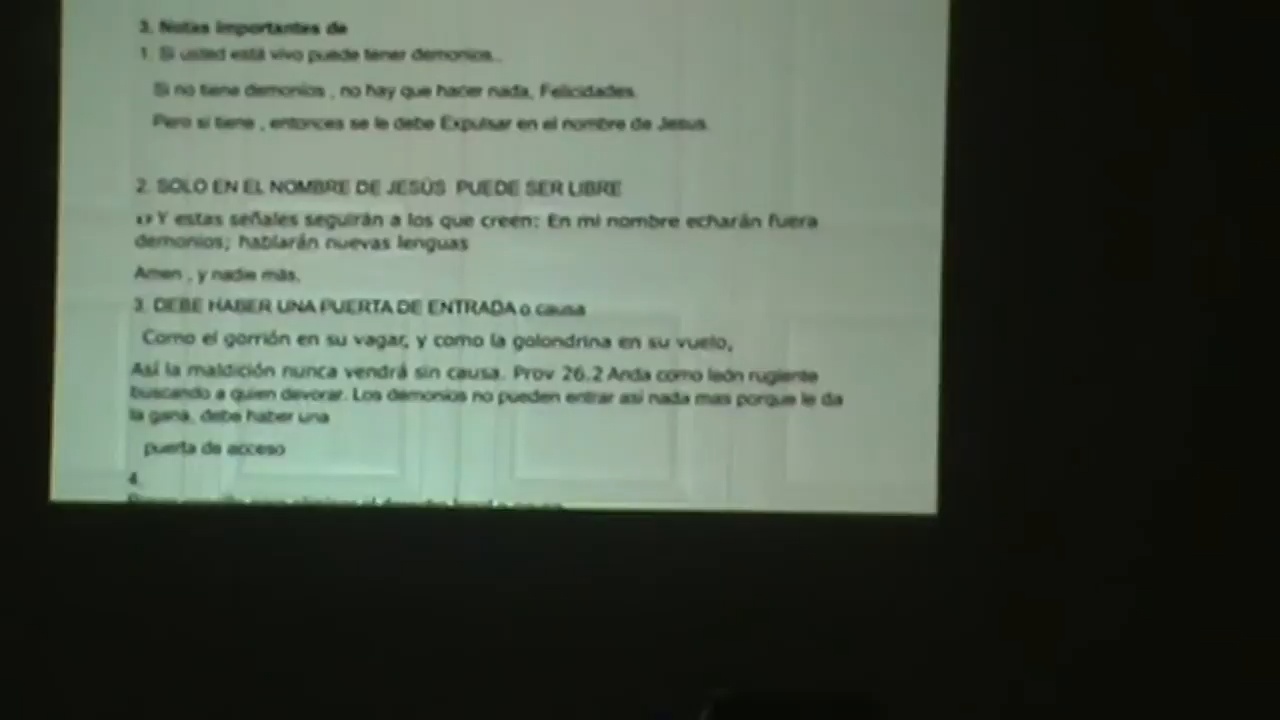 3. Notas importantes de
1. Si usted está vivo puede tener demonios..
Si no tiene demonios , no hay que hacer nada, Felicidades.
Pero si tiene , entonces se le debe Expulsar en el nombre de Jesus.
2. SOLO EN EL NOMBRE DE JESÚS PUEDE SER LIBRE
Y estas señales seguirán a los que creen: En mi nombre echarán fuera
demonios; hablarán nuevas lenguas
Amen , y nadie más.
3. DEBE HABER UNA PUERTA DE ENTRADA o causa
Como el gorrión en su vagar, y como la golondrina en su vuelo,
Así la maldición nunca vendrá sin causa. Prov 26.2 Anda como león rugiente
buscando a quien devorar. Los demonios no pueden entrar asi nada mas porque le da
la gana, debe haber una
puerta de acceso
4.